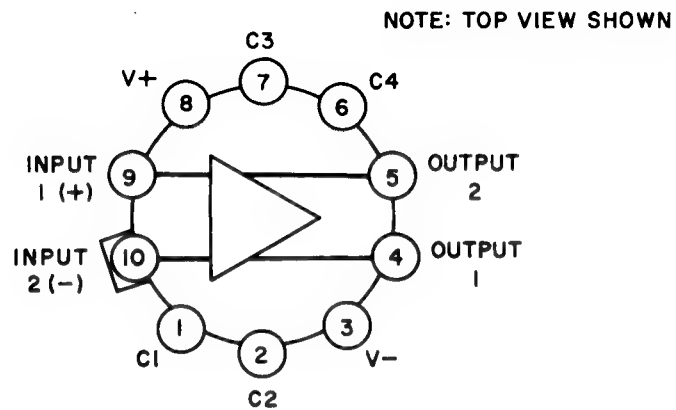 NOTE: TOP VIEW SHOWN
C3
V+
7
C4
8
6
INPUT
1 (+)
9
5
OUTPUT
2
INPUT
2 (-)
10
4
OUTPUT
1
1
3
C1
2
V-
C2